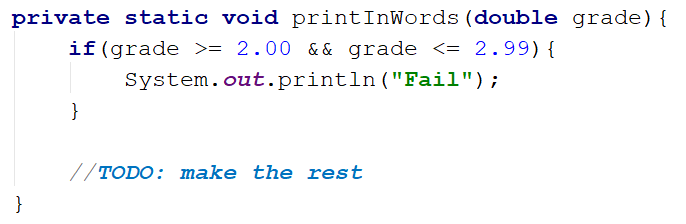 private static void printInWords(double grade){
    if(grade >= 2.00 && grade <= 2.99){
        System.out.println("Fail");
    }
    //TODO: make the rest
}